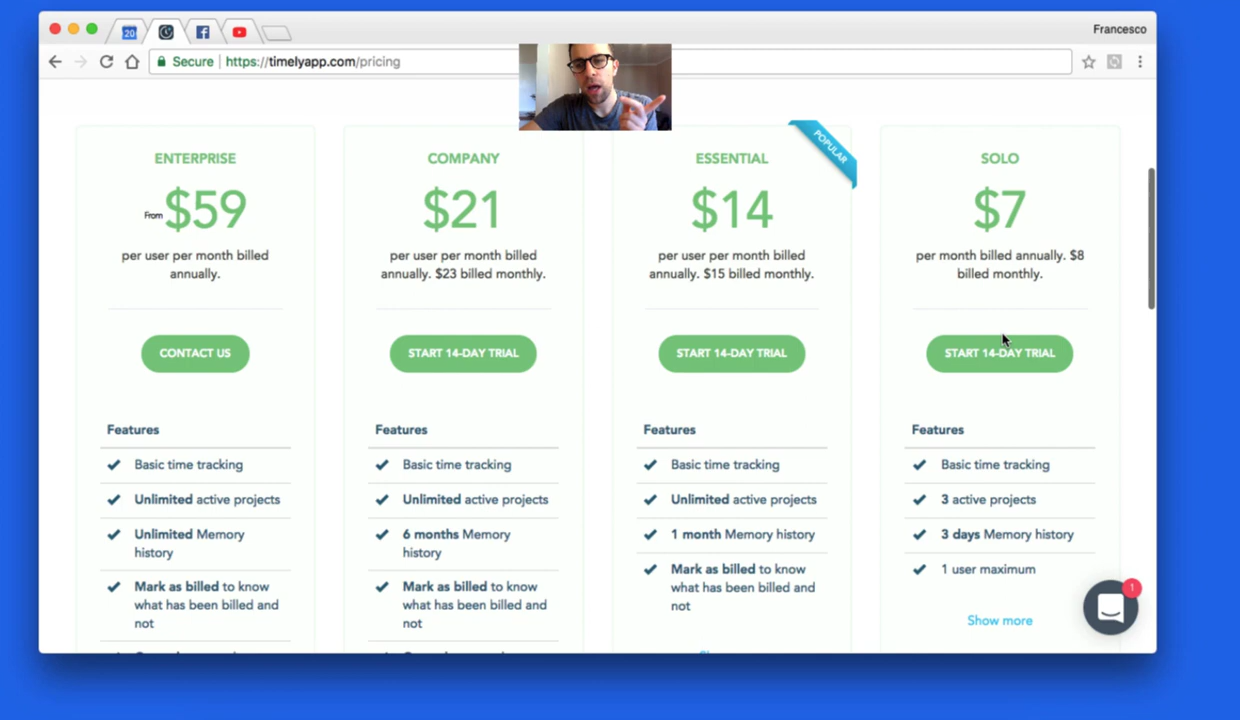 20
Francesco
Secure
https://timelyapp.com/pricing
ENTERPRISE
From $59
per user per month billed
annually.
CONTACT US
Features
Basic time tracking
Unlimited active projects
Unlimited Memory
history
Mark as billed to know
what has been billed and
not
COMPANY
$21
per user per month billed
annually. $23 billed monthly.
START 14-DAY TRIAL
Features
Basic time tracking
Unlimited active projects
6 months Memory
history
Mark as billed to know
what has been billed and
not
POPULAR
ESSENTIAL
$14
per user per month billed
annually. $15 billed monthly.
START 14-DAY TRIAL
Features
Basic time tracking
Unlimited active projects
1 month Memory history
Mark as billed to know
what has been billed and
not
SOLO
$7
per month billed annually. $8
billed monthly.
START 14-DAY TRIAL
Features
Basic time tracking
3 active projects
3 days Memory history
1 user maximum
Show more
1